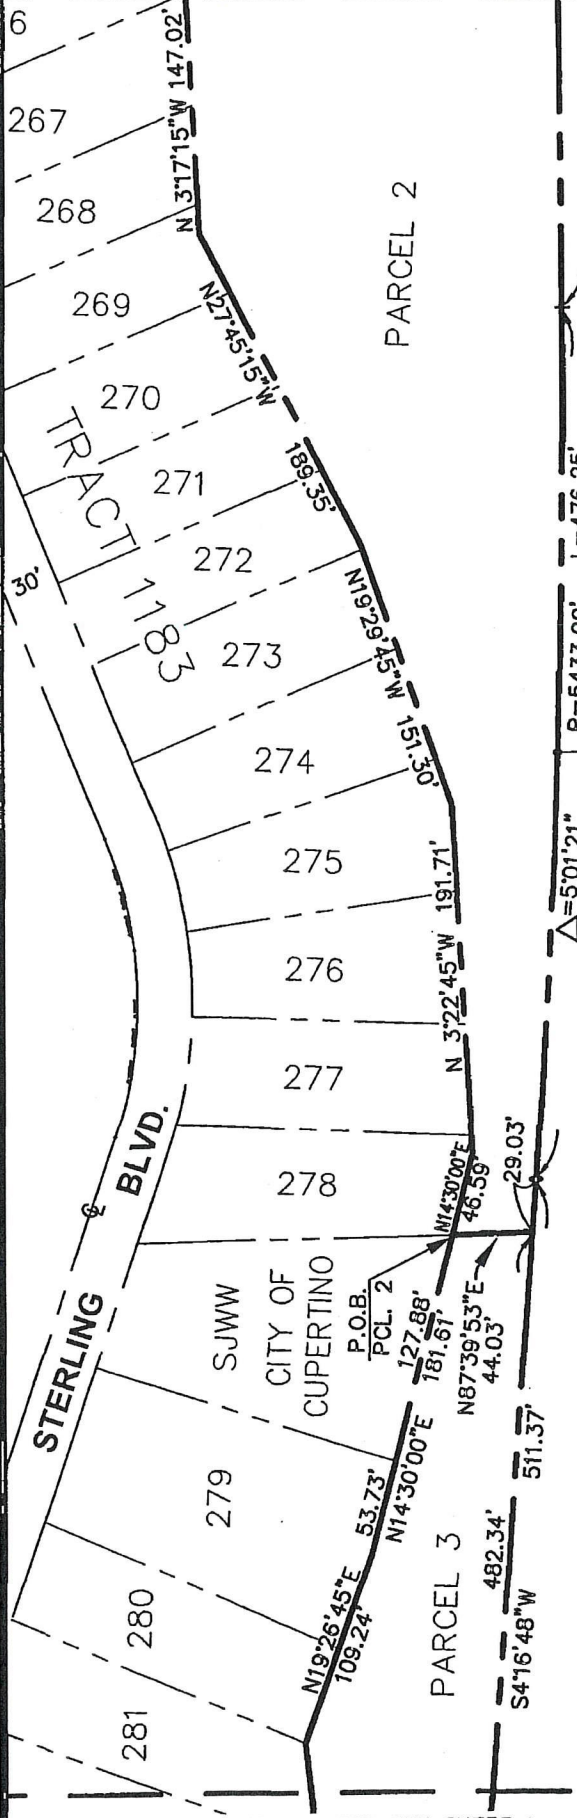 6
267
268
269
270
271
272
273
274
275
276
277
278
279
280
281
TRACT 1183
30'
N 3°17'15"W 147.02'
N27°45'15"W
189.35'
N19°29'45"W 151.30'
N 3°22'45"W 191.71'
PARCEL 2
Δ=5°01'21"
N14°30'00"E
46.59'
29.03'
P.O.B.
PCL. 2
N87°39'53"E
44.03'
127.88'
181.61'
STERLING BLVD.
SJWW
CITY OF
CUPERTINO
53.73'
N14°30'00"E
N19°26'45"E
109.24'
PARCEL 3
482.34'
511.37'
S4°16'48"W